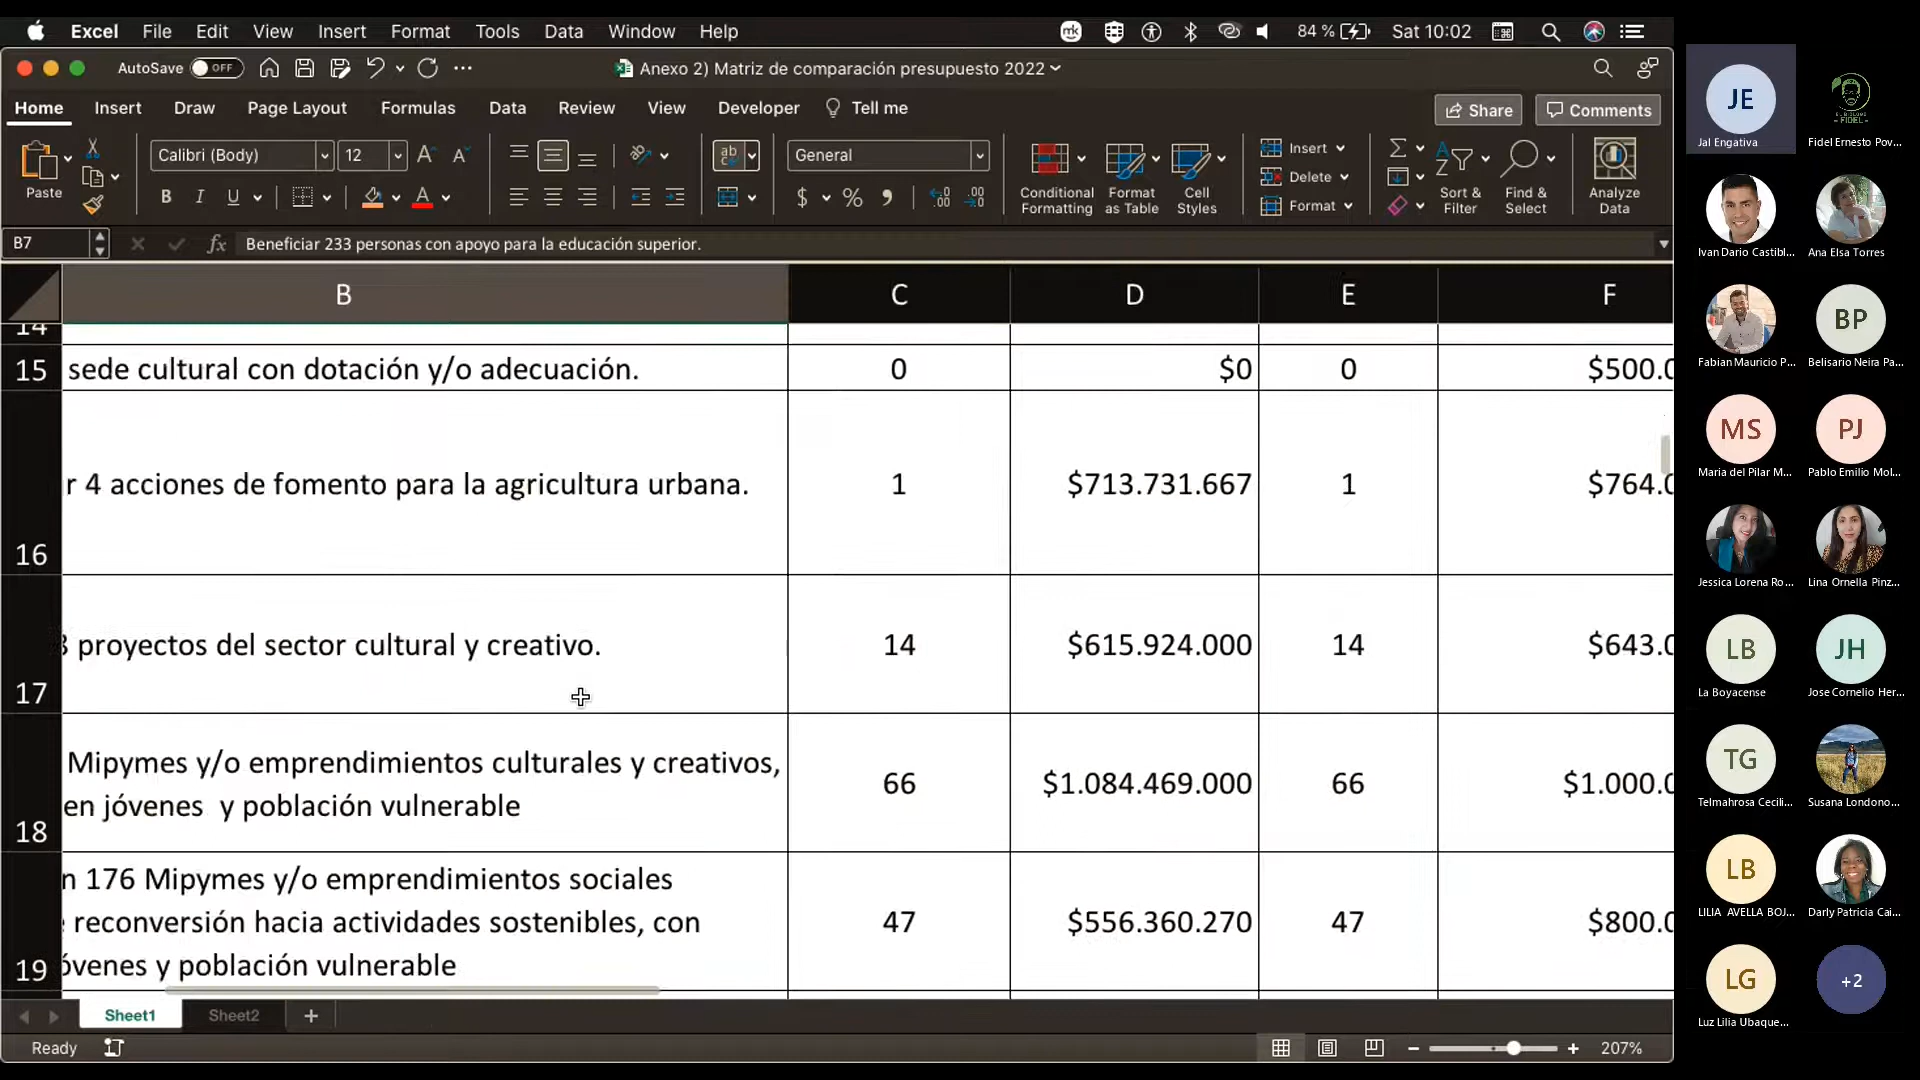 Excel File Edit View Insert Format Tools Data Window Help 84 % Sat 10:02
AutoSave OFF Anexo 2) Matriz de comparación presupuesto 2022
Home Insert Draw Page Layout Formulas Data Review View Developer Tell me Share Comments
Paste
Calibri (Body) 12
General
Conditional Formatting
Format as Table
Cell Styles
Insert
Delete
Format
Sort & Filter
Find & Select
Analyze Data
B7 fx Beneficiar 233 personas con apoyo para la educación superior.
B C D E F
14
15 sede cultural con dotación y/o adecuación. 0 $0 0 $500.0
16 r 4 acciones de fomento para la agricultura urbana. 1 $713.731.667 1 $764.0
17 8 proyectos del sector cultural y creativo. 14 $615.924.000 14 $643.0
18 Mipymes y/o emprendimientos culturales y creativos,
en jóvenes y población vulnerable 66 $1.084.469.000 66 $1.000.0
19 n 176 Mipymes y/o emprendimientos sociales
reconversión hacia actividades sostenibles, con
óvenes y población vulnerable 47 $556.360.270 47 $800.0
Sheet1 Sheet2 +
Ready 207%
JE
Jal Engativa
FIDEL
Fidel Ernesto Pov...
Ivan Dario Castibl...
Ana Elsa Torres
Fabian Mauricio P...
BP
Belisario Neira Pa...
MS
Maria del Pilar M...
PJ
Pablo Emilio Mol...
Jessica Lorena Ro...
Lina Ornella Pinz...
LB
La Boyacense
JH
Jose Cornelio Her...
TG
Telmahrosa Cecili...
Susana Londono...
LB
LILIA AVELLA BOJ...
Darly Patricia Cai...
LG
Luz Lilia Ubaque...
+2